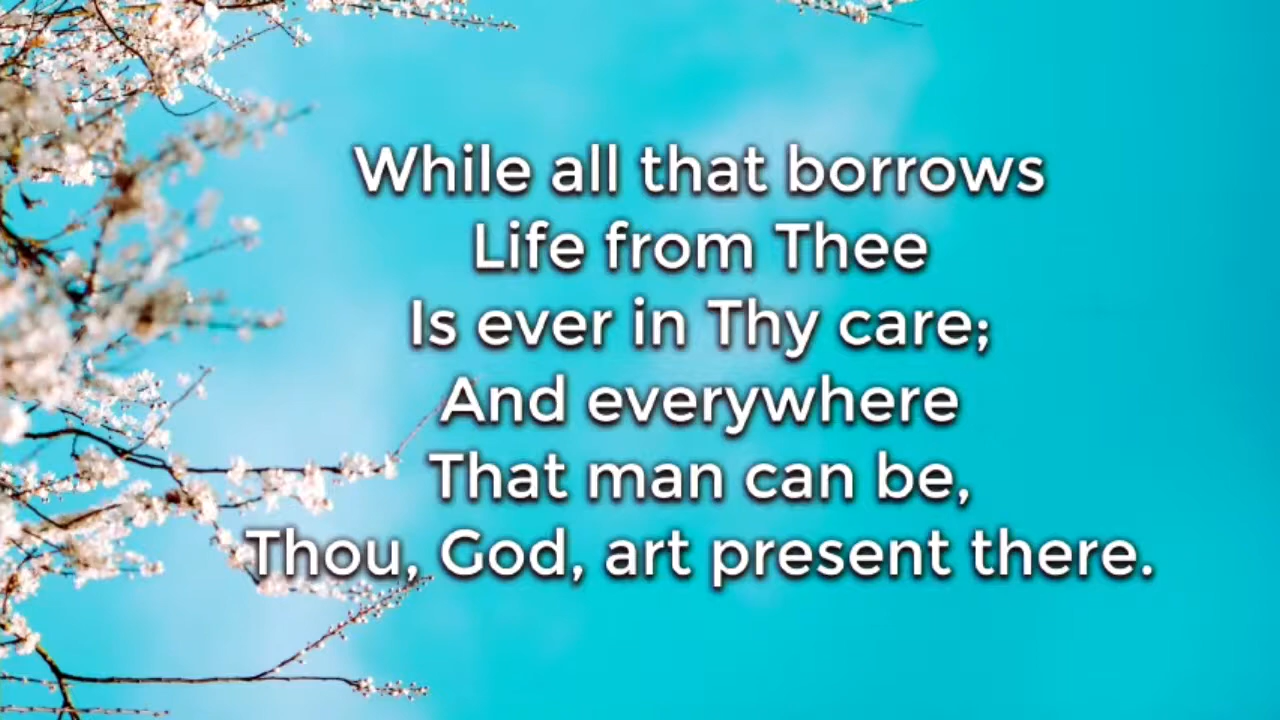 While all that borrows
Life from Thee
Is ever in Thy care;
And everywhere
That man can be,
Thou, God, art present there.